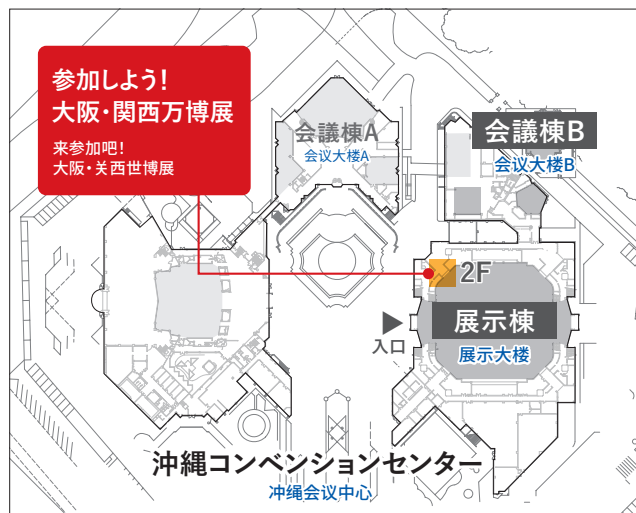 参加しよう！
大阪・関西万博展
来参加吧！
大阪・关西世博展
会議棟A
会议大楼A
会議棟B
会议大楼B
2F
展示棟
入口
展示大楼
沖縄コンベンションセンター
冲绳会议中心